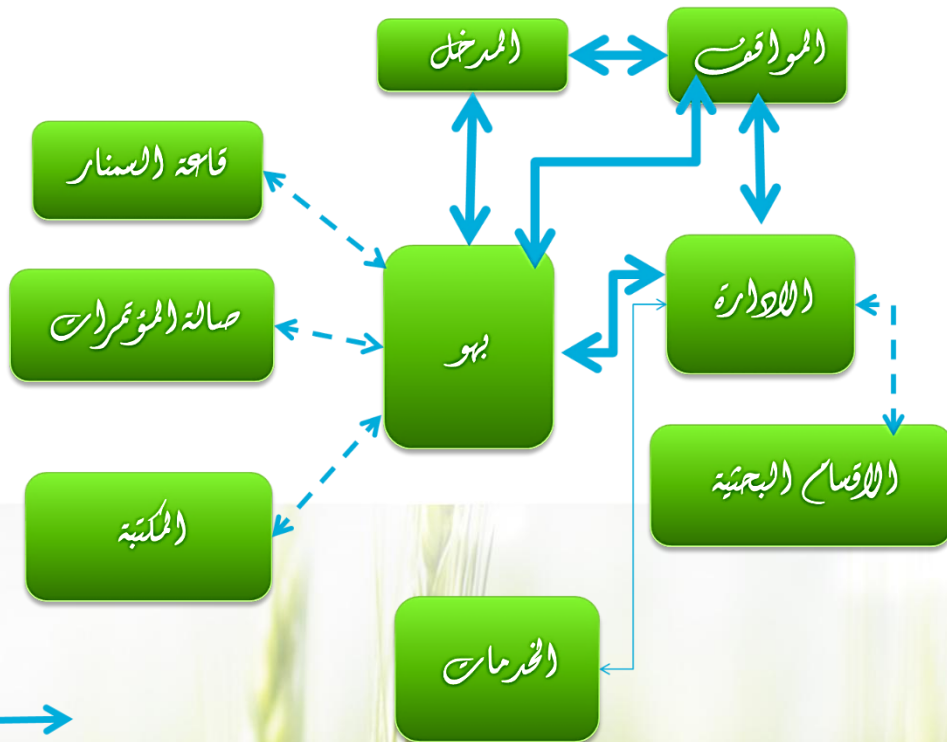 المواقف
المدخل
قاعة السمنار
صالة المؤتمرات
بهو
الادارة
الاقسام البحثية
المكتبة
الخدمات